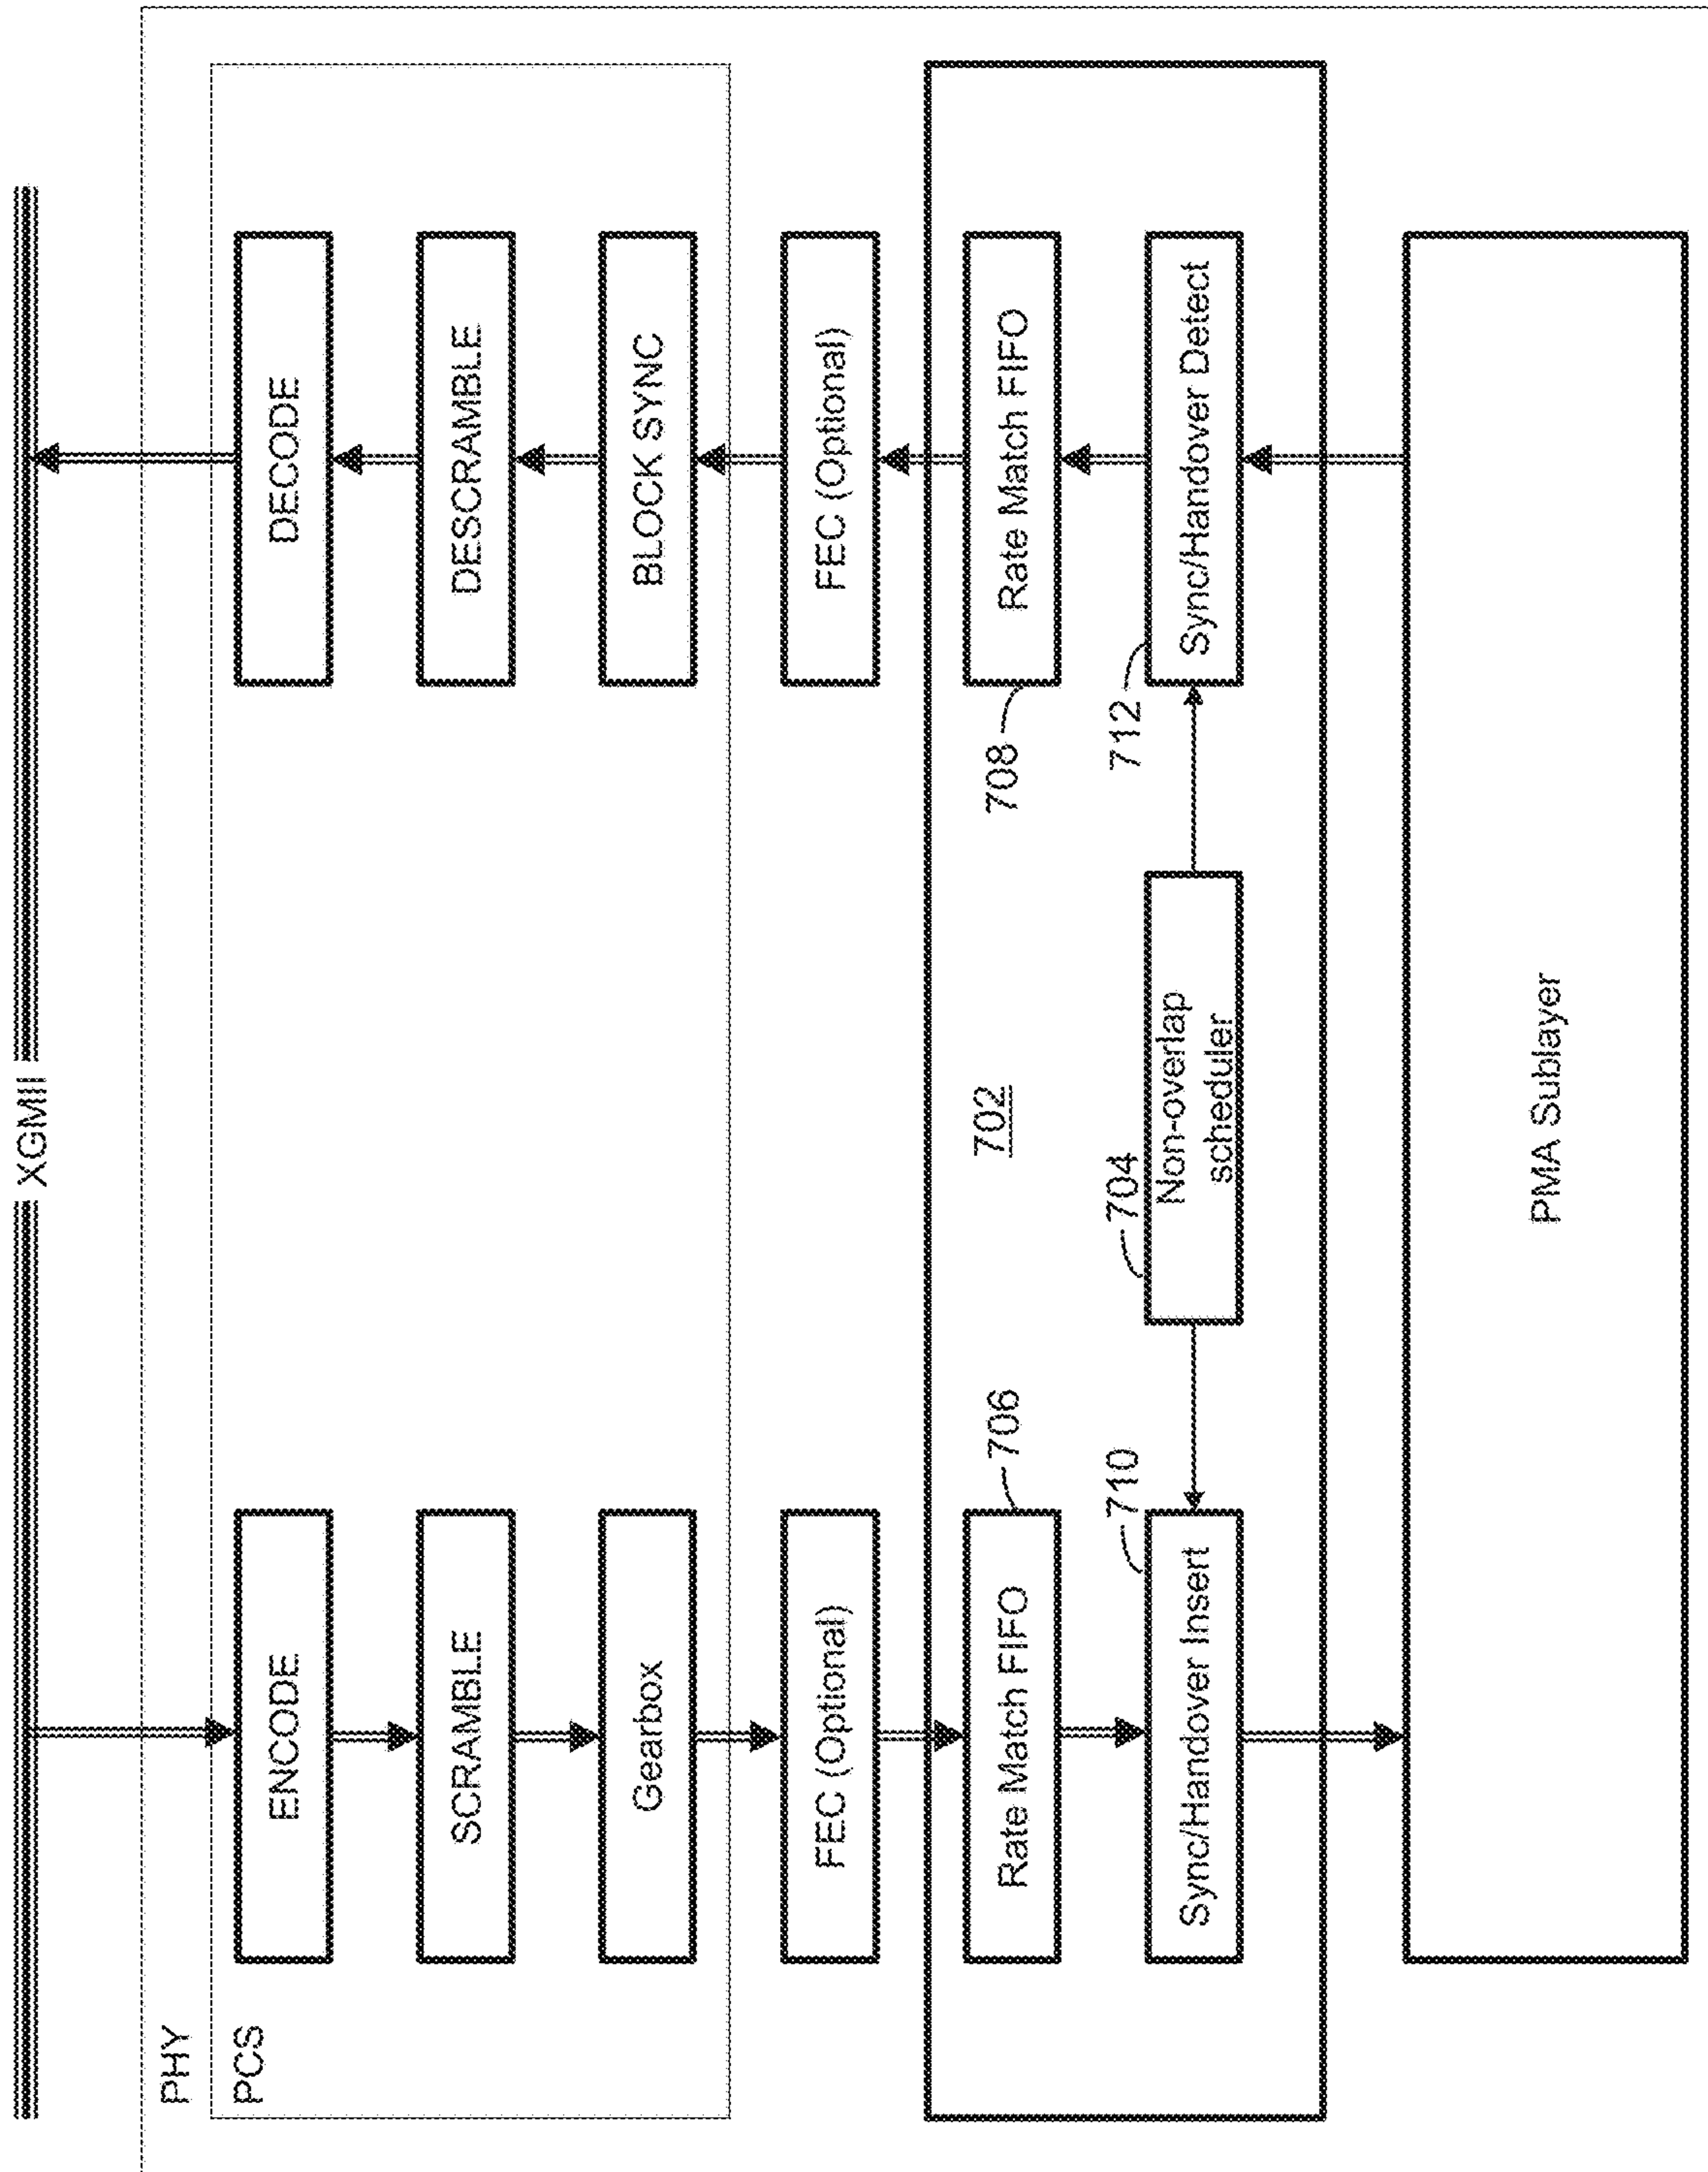 XGMII
PHY
PCS
ENCODE
DECODE
SCRAMBLE
DESCRAMBLE
Gearbox
BLOCK SYNC
FEC (Optional)
FEC (Optional)
Rate Match FIFO
706
702
708
Rate Match FIFO
Sync/Handover Insert
710
704
Non-overlap
scheduler
712
Sync/Handover Detect
PMA Sublayer